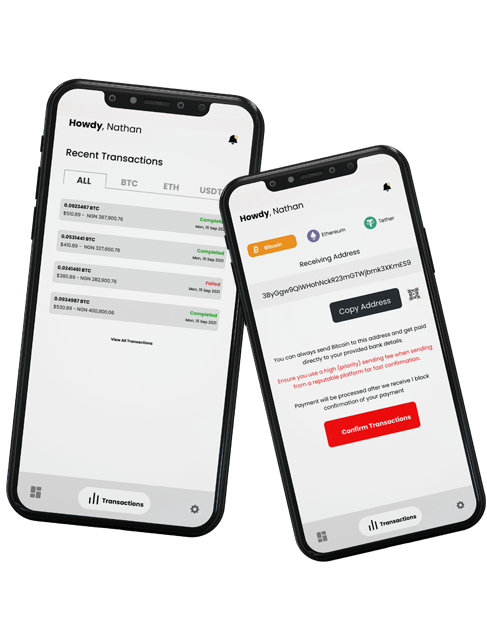 Howdy, Nathan
Recent Transactions
ALL BTC ETH USDT
0.0923467 BTC
$510.89 - NGN 387,900.76
Completed
Mon, 15 Sep 2021
0.0531441 BTC
$410.89 - NGN 327,650.76
Completed
Mon, 15 Sep 2021
0.0241461 BTC
$360.89 - NGN 282,900.76
Failed
Mon, 15 Sep 2021
0.0934987 BTC
$530.89 - NGN 400,900.06
Completed
Mon, 15 Sep 2021
View All Transactions
Transactions
Howdy, Nathan
Bitcoin Ethereum Tether
Receiving Address
3ByGgw9QiWHohNckR23mGTWjbmk3XKmES9
Copy Address
You can always send Bitcoin to this address and get paid
directly to your provided bank details.
Ensure you use a high (priority) sending fee when sending
from a reputable platform for fast confirmation.
Payment will be processed after we receive 1 block
confirmation of your payment
Confirm Transactions
Transactions